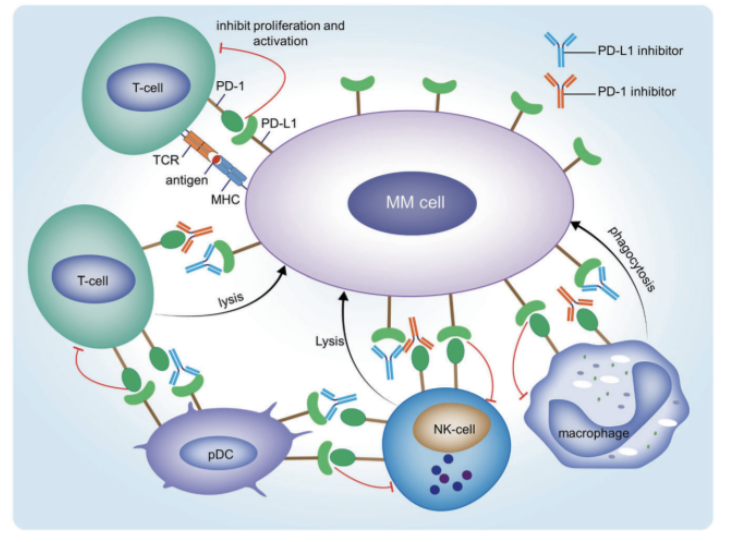 inhibit proliferation and
activation
PD-L1 inhibitor
PD-1 inhibitor
T-cell
PD-1
PD-L1
TCR
antigen
MHC
MM cell
T-cell
lysis
Lysis
phagocytosis
pDC
NK-cell
macrophage